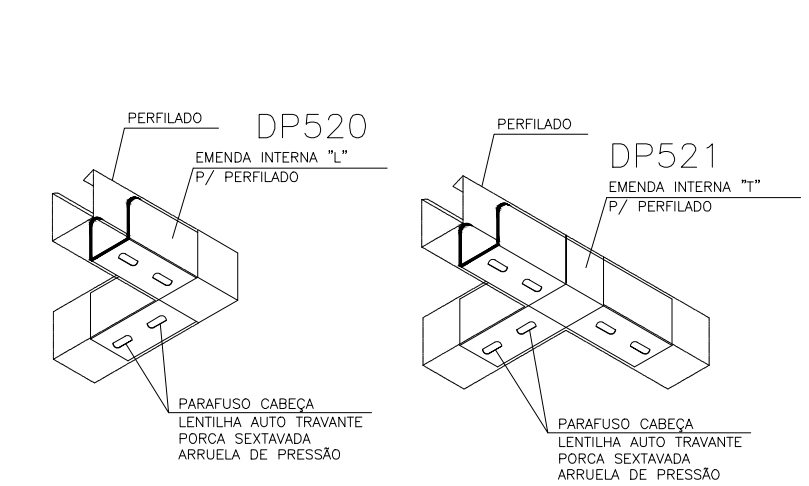 PERFILADO
DP520
EMENDA INTERNA "L"
P/ PERFILADO
PARAFUSO CABEÇA
LENTILHA AUTO TRAVANTE
PORCA SEXTAVADA
ARRUELA DE PRESSÃO
PERFILADO
DP521
EMENDA INTERNA "T"
P/ PERFILADO
PARAFUSO CABEÇA
LENTILHA AUTO TRAVANTE
PORCA SEXTAVADA
ARRUELA DE PRESSÃO